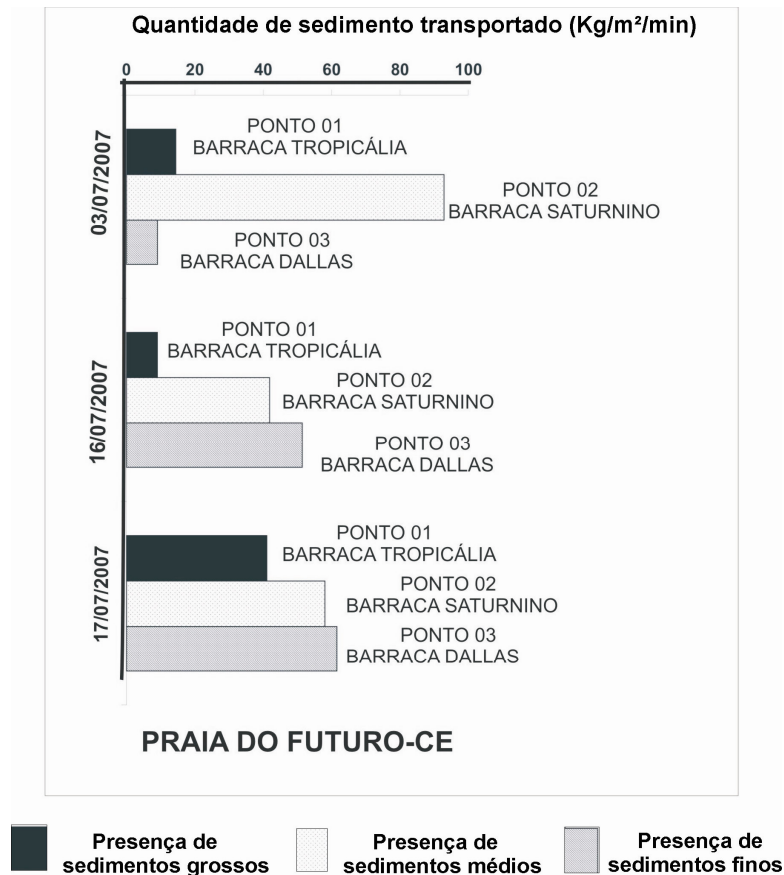 Quantidade de sedimento transportado (Kg/m²/min)
0 20 40 60 80 100
03/07/2007
PONTO 01
BARRACA TROPICÁLIA
PONTO 02
BARRACA SATURNINO
PONTO 03
BARRACA DALLAS
16/07/2007
PONTO 01
BARRACA TROPICÁLIA
PONTO 02
BARRACA SATURNINO
PONTO 03
BARRACA DALLAS
17/07/2007
PONTO 01
BARRACA TROPICÁLIA
PONTO 02
BARRACA SATURNINO
PONTO 03
BARRACA DALLAS
PRAIA DO FUTURO-CE
Presença de
sedimentos grossos
Presença de
sedimentos médios
Presença de
sedimentos finos